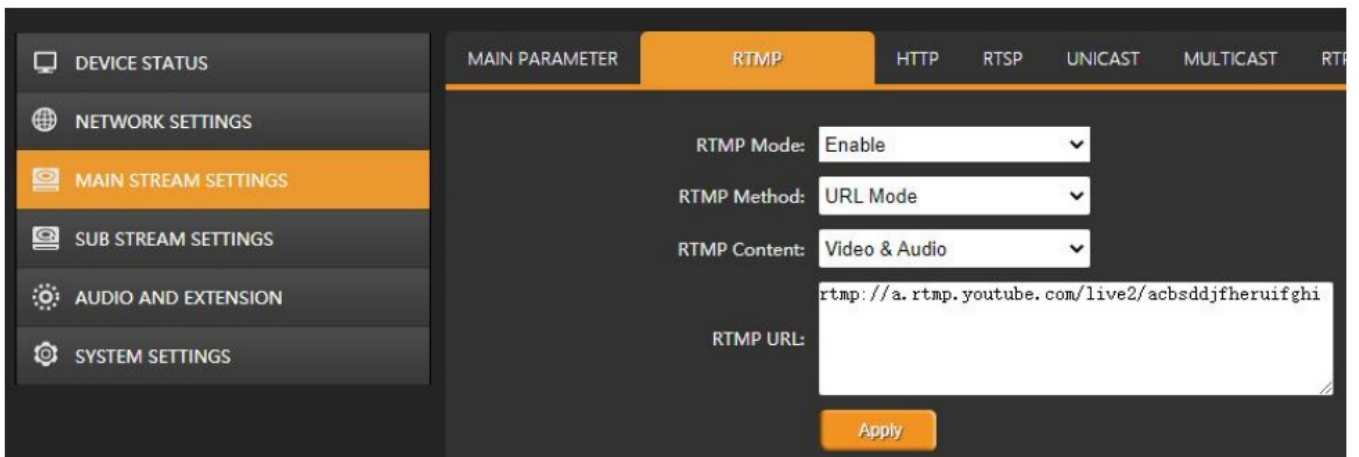 DEVICE STATUS
NETWORK SETTINGS
MAIN STREAM SETTINGS
SUB STREAM SETTINGS
AUDIO AND EXTENSION
SYSTEM SETTINGS
MAIN PARAMETER RTMP HTTP RTSP UNICAST MULTICAST
RTMP Mode: Enable
RTMP Method: URL Mode
RTMP Content: Video & Audio
RTMP URL: rtmp://a.rtmp.youtube.com/live2/acbsddjfheruifghi
Apply